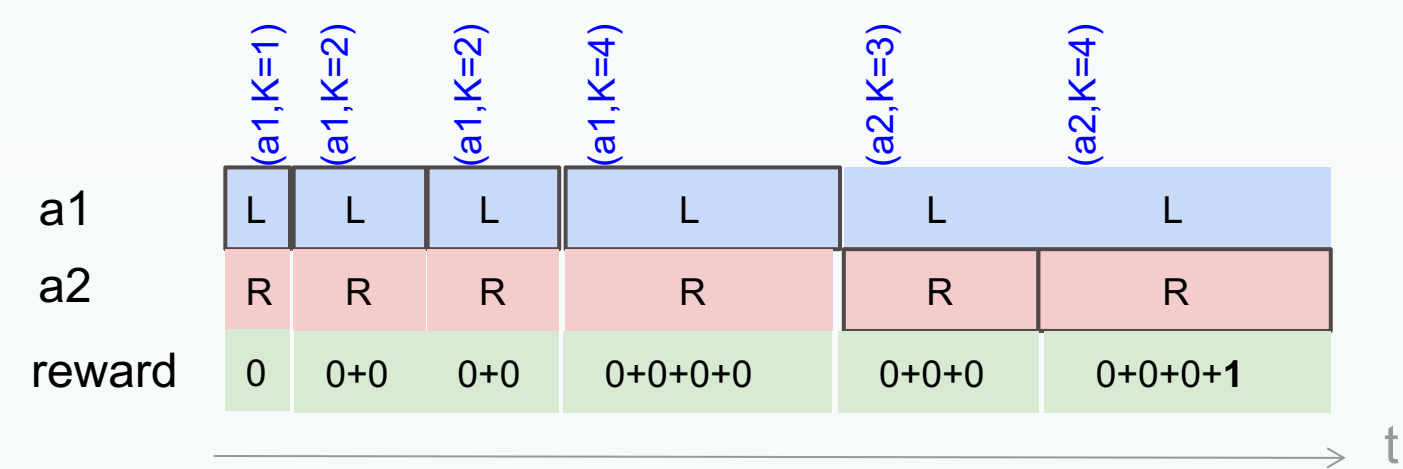 (a1,K=1) (a1,K=2) (a1,K=2) (a1,K=4) (a2,K=3) (a2,K=4)
a1 L L L L L L
a2 R R R R R R
reward 0 0+0 0+0 0+0+0+0 0+0+0 0+0+0+1
t